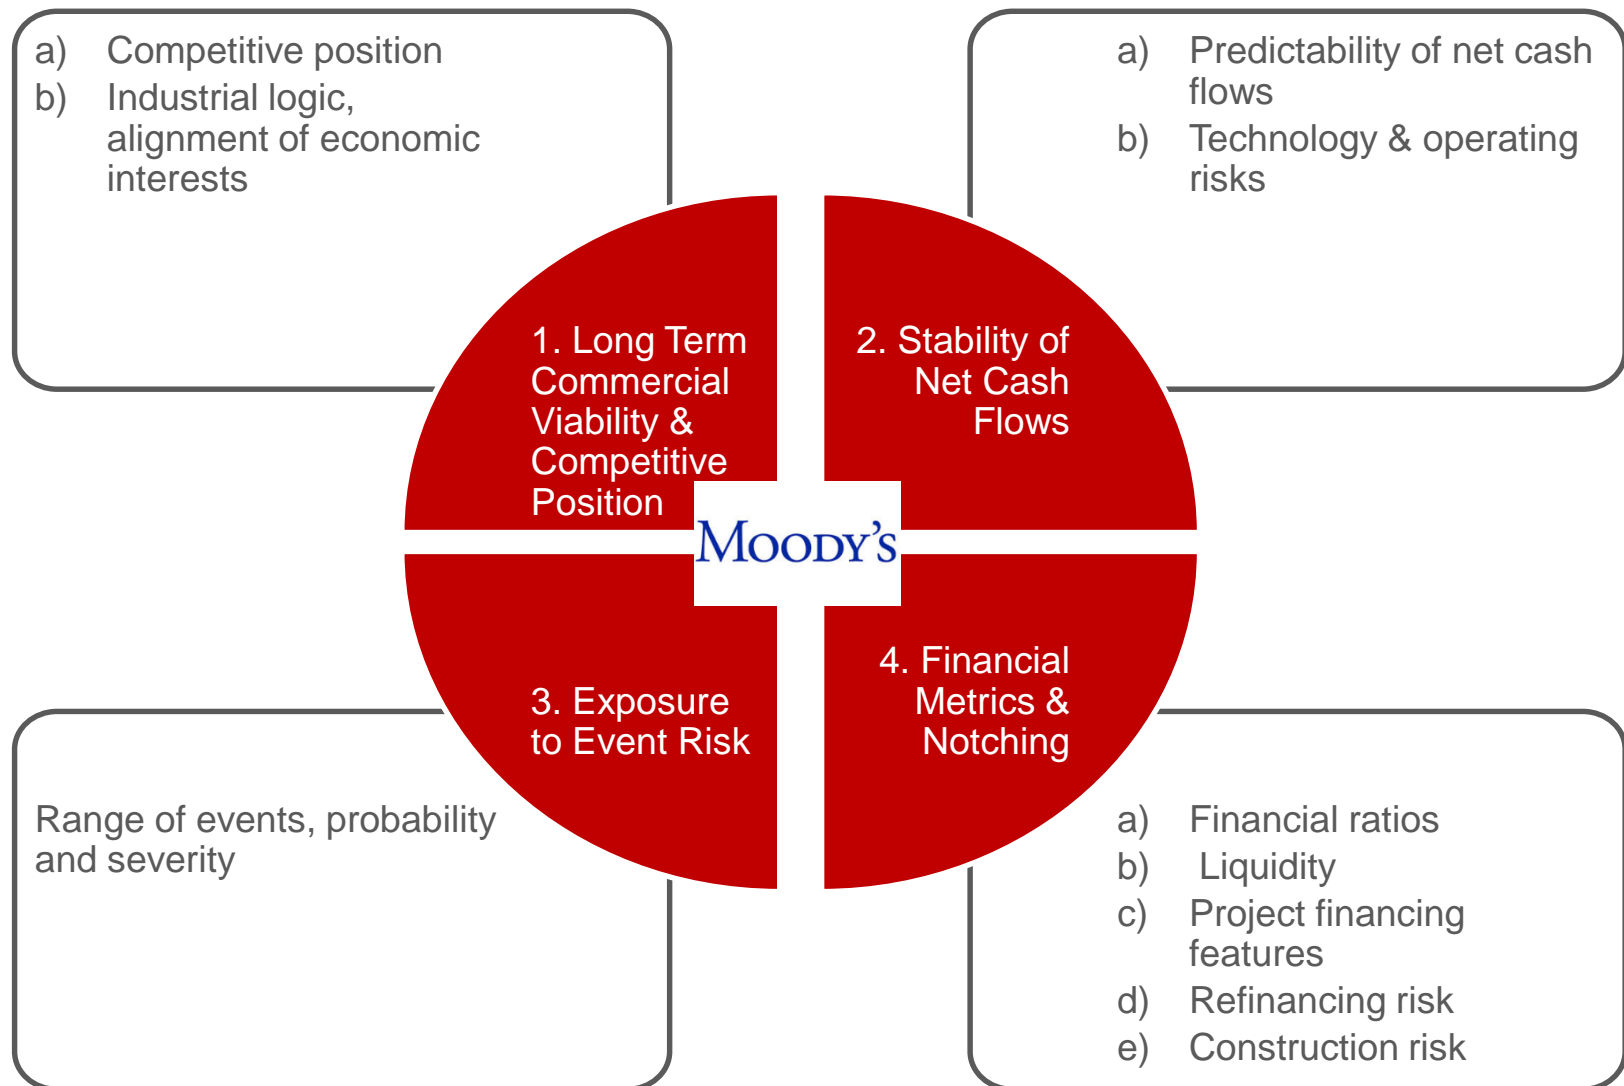 a) Competitive position
b) Industrial logic,
alignment of economic
interests
a) Predictability of net cash
flows
b) Technology & operating
risks
1. Long Term
Commercial
Viability &
Competitive
Position
2. Stability of
Net Cash
Flows
MOODY'S
3. Exposure
to Event Risk
4. Financial
Metrics &
Notching
Range of events, probability
and severity
a) Financial ratios
b) Liquidity
c) Project financing
features
d) Refinancing risk
e) Construction risk